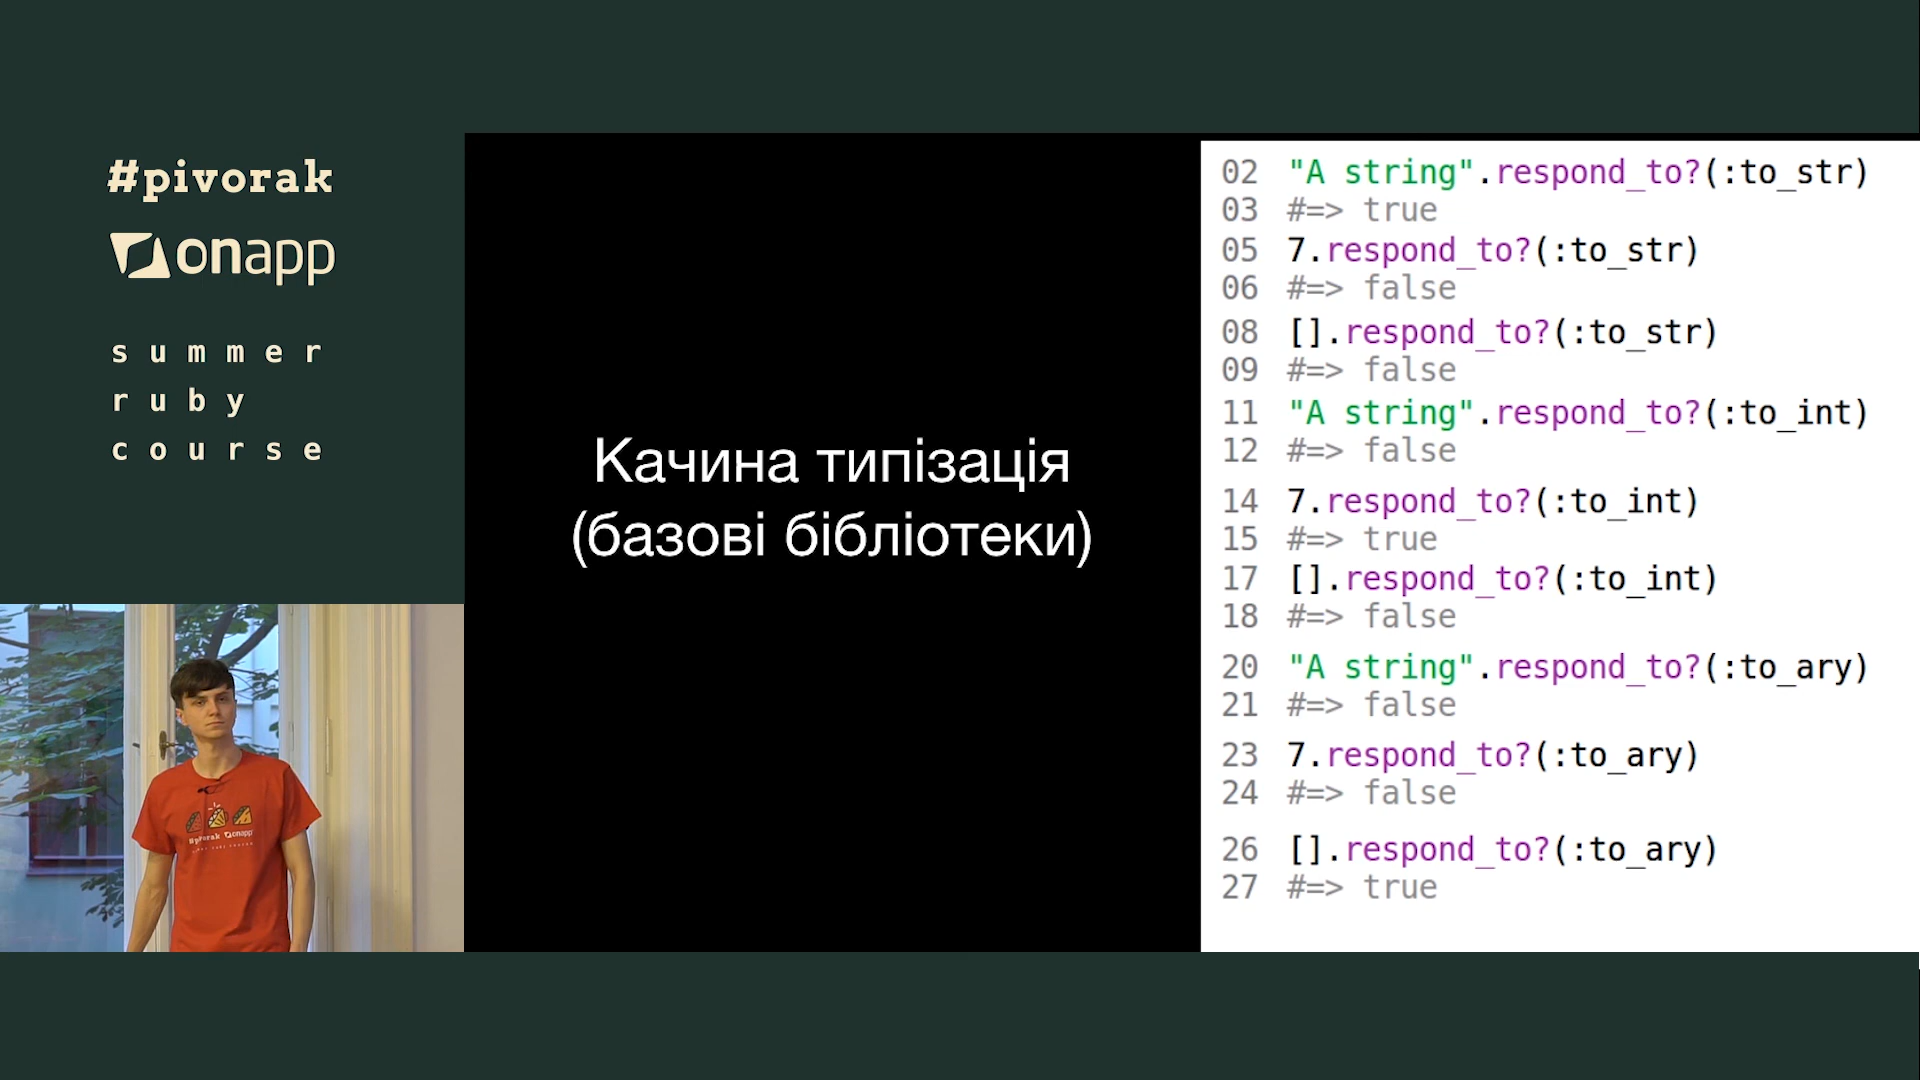 #pivorak
onapp
summer
ruby
course
Качина типізація
(базові бібліотеки)
02 "A string".respond_to?(:to_str)
03 #=> true
05 7.respond_to?(:to_str)
06 #=> false
08 [].respond_to?(:to_str)
09 #=> false
11 "A string".respond_to?(:to_int)
12 #=> false
14 7.respond_to?(:to_int)
15 #=> true
17 [].respond_to?(:to_int)
18 #=> false
20 "A string".respond_to?(:to_ary)
21 #=> false
23 7.respond_to?(:to_ary)
24 #=> false
26 [].respond_to?(:to_ary)
27 #=> true
#pivorak onapp